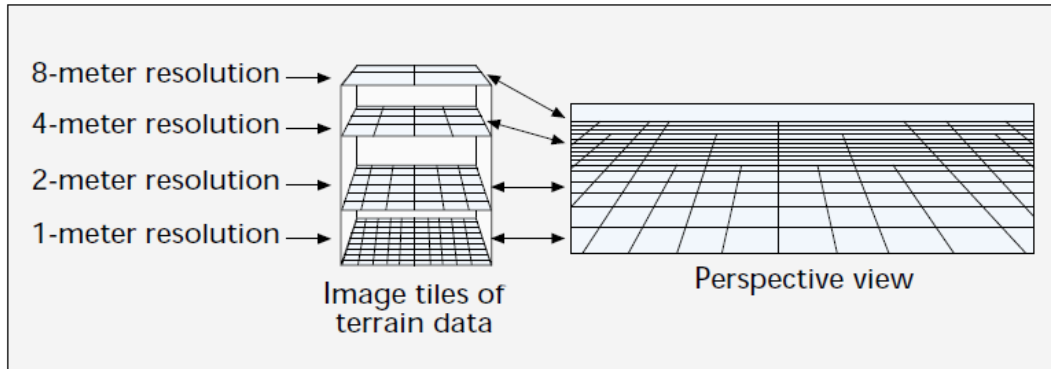 8-meter resolution
4-meter resolution
2-meter resolution
1-meter resolution
Image tiles of
terrain data
Perspective view